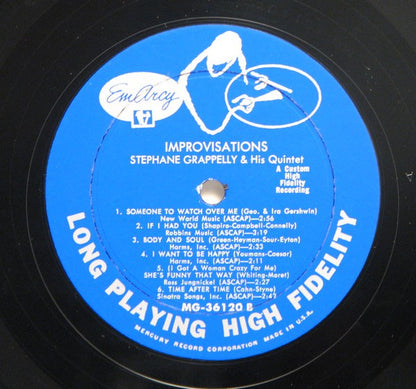 EmArcy
IMPROVISATIONS
STEPHANE GRAPPELLY & His Quintet
A Custom
High
Fidelity
Recording
1. SOMEONE TO WATCH OVER ME (Geo. & Ira Gershwin)
New World Music (ASCAP)—2:56
2. IF I HAD YOU (Shapiro-Campbell-Connelly)
Robbins Music (ASCAP)—3:19
3. BODY AND SOUL (Green-Heyman-Sour-Eyton)
Harms, Inc. (ASCAP)—3:33
4. I WANT TO BE HAPPY (Youmans-Caesar)
Harms, Inc. (ASCAP)—2:11
5. (I Got A Woman Crazy For Me)
SHE'S FUNNY THAT WAY (Whiting-Moret)
Ross Jungnickel (ASCAP)—2:27
6. TIME AFTER TIME (Cahn-Styne)
Sinatra Songs, Inc. (ASCAP)—2:42
MG-36120 B
LONG PLAYING HIGH FIDELITY
MERCURY RECORD CORPORATION MADE IN U.S.A.